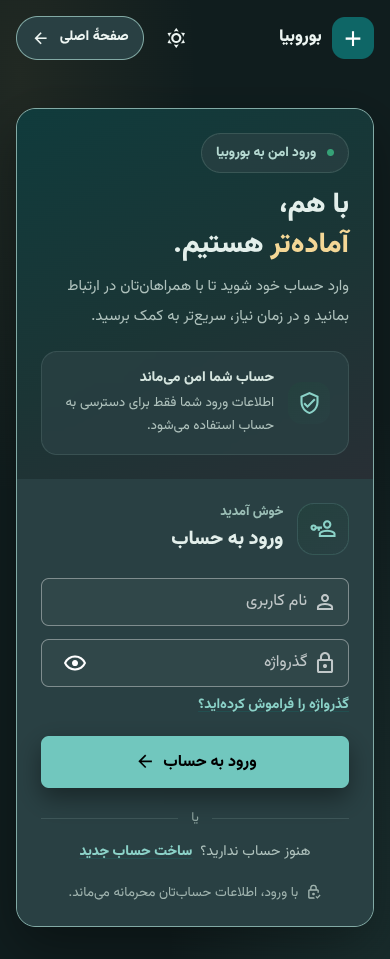 بوروبیا
صفحهٔ اصلی
ورود امن به بوروبیا
با هم،
آماده‌تر هستیم.
وارد حساب خود شوید تا با همراهان‌تان در ارتباط
بمانید و در زمان نیاز، سریع‌تر به کمک برسید.
حساب شما امن می‌ماند
اطلاعات ورود شما فقط برای دسترسی به
حساب استفاده می‌شود.
خوش آمدید
ورود به حساب
نام کاربری
گذرواژه
گذرواژه را فراموش کرده‌اید؟
ورود به حساب
یا
هنوز حساب ندارید؟ ساخت حساب جدید
با ورود، اطلاعات حساب‌تان محرمانه می‌ماند.